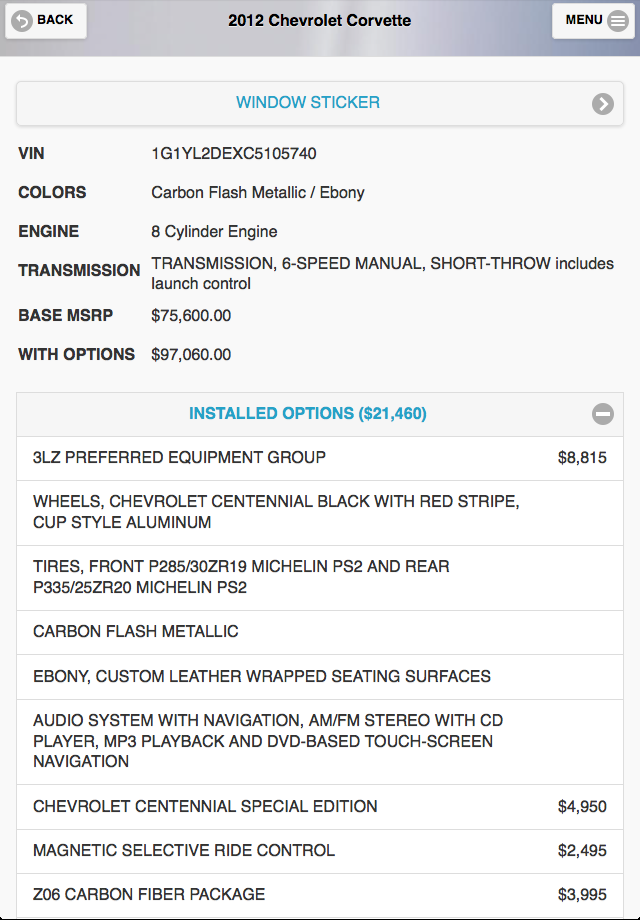 BACK
2012 Chevrolet Corvette
MENU
WINDOW STICKER
VIN 1G1YL2DEXC5105740
COLORS Carbon Flash Metallic / Ebony
ENGINE 8 Cylinder Engine
TRANSMISSION TRANSMISSION, 6-SPEED MANUAL, SHORT-THROW includes
launch control
BASE MSRP $75,600.00
WITH OPTIONS $97,060.00
INSTALLED OPTIONS ($21,460)
3LZ PREFERRED EQUIPMENT GROUP $8,815
WHEELS, CHEVROLET CENTENNIAL BLACK WITH RED STRIPE,
CUP STYLE ALUMINUM
TIRES, FRONT P285/30ZR19 MICHELIN PS2 AND REAR
P335/25ZR20 MICHELIN PS2
CARBON FLASH METALLIC
EBONY, CUSTOM LEATHER WRAPPED SEATING SURFACES
AUDIO SYSTEM WITH NAVIGATION, AM/FM STEREO WITH CD
PLAYER, MP3 PLAYBACK AND DVD-BASED TOUCH-SCREEN
NAVIGATION
CHEVROLET CENTENNIAL SPECIAL EDITION $4,950
MAGNETIC SELECTIVE RIDE CONTROL $2,495
Z06 CARBON FIBER PACKAGE $3,995